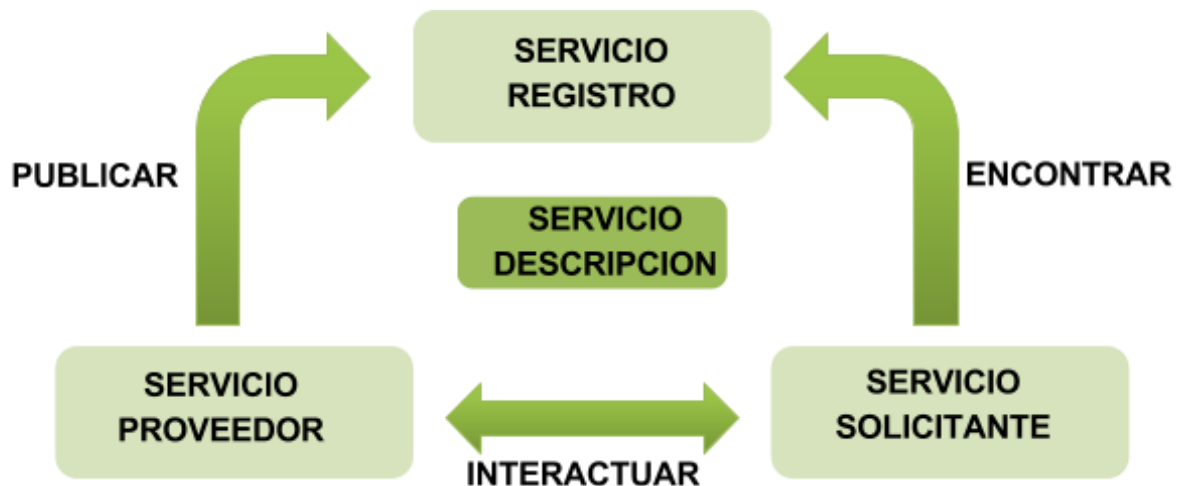 SERVICIO
REGISTRO
PUBLICAR
ENCONTRAR
SERVICIO
DESCRIPCION
SERVICIO
PROVEEDOR
SERVICIO
SOLICITANTE
INTERACTUAR